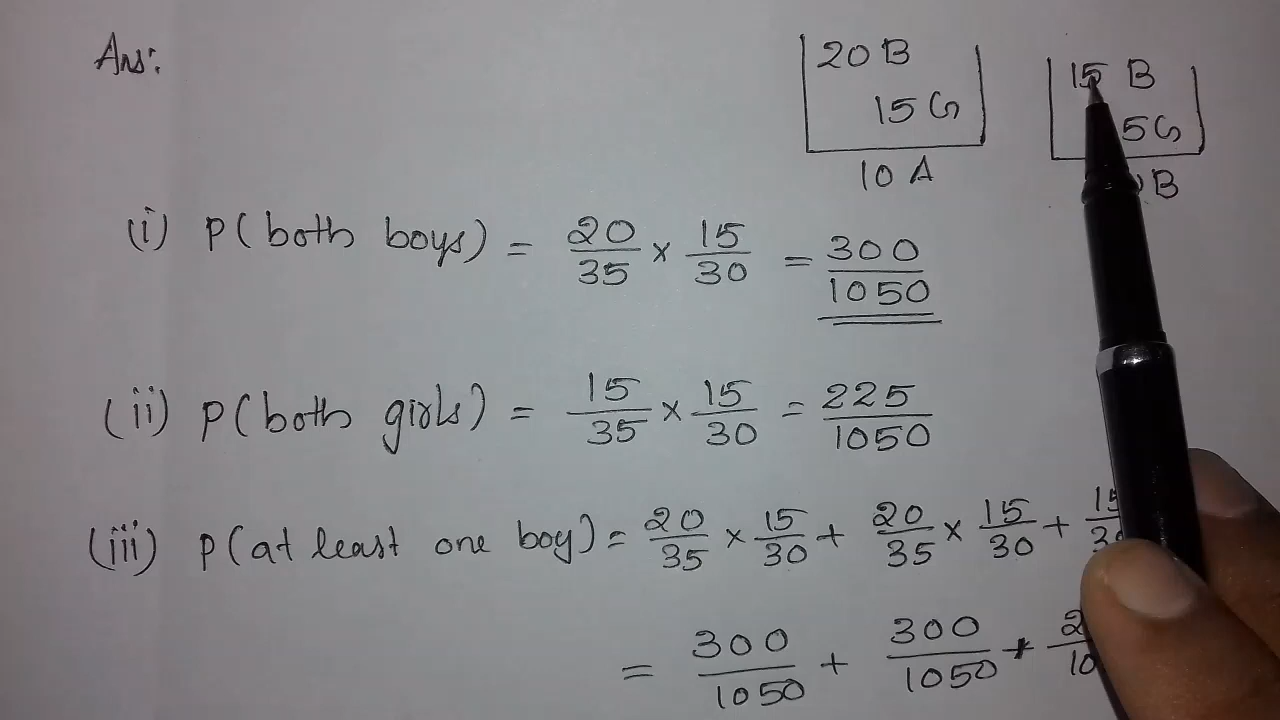 Ans:
20 B
15 G
10 A
15 B
5 G
B
(i) P(both boys) = 20/35 × 15/30 = 300/1050
(ii) P(both girls) = 15/35 × 15/30 = 225/1050
(iii) P(at least one boy) = 20/35 × 15/30 + 20/35 × 15/30 +
= 300/1050 + 300/1050 +